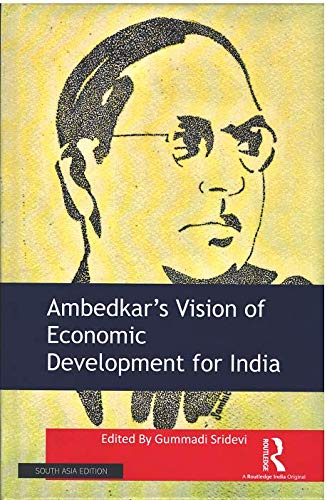 Ambedkar's Vision of
Economic
Development for India
Edited By Gummadi Sridevi
SOUTH ASIA EDITION
ROUTLEDGE
A Routledge India Original